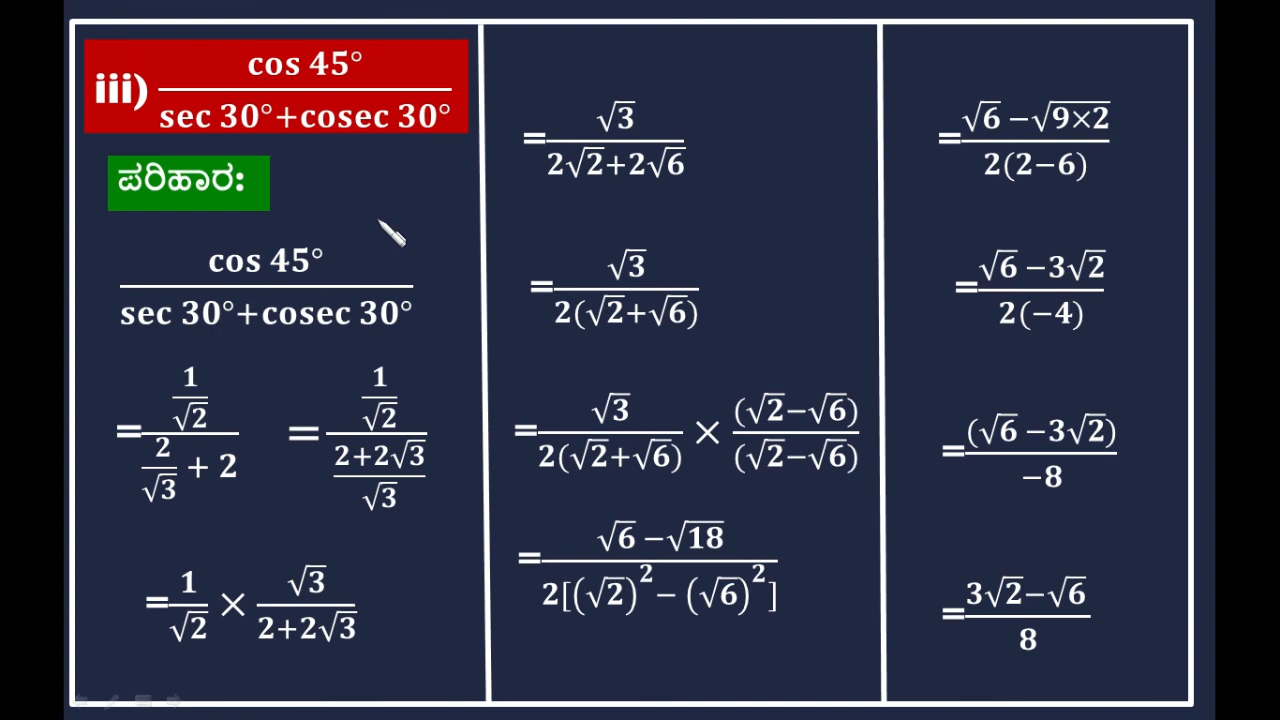 iii) cos 45° / sec 30°+cosec 30°
ಪರಿಹಾರ:
cos 45° / sec 30°+cosec 30°
= (1/√2) / (2/√3 + 2) = (1/√2) / ((2+2√3)/√3)
= 1/√2 × √3/(2+2√3)
= √3 / (2√2+2√6)
= √3 / 2(√2+√6)
= √3 / 2(√2+√6) × (√2−√6) / (√2−√6)
= (√6 −√18) / 2[(√2)² − (√6)²]
= (√6 −√(9×2)) / 2(2−6)
= (√6 −3√2) / 2(−4)
= (√6 −3√2) / −8
= (3√2−√6) / 8